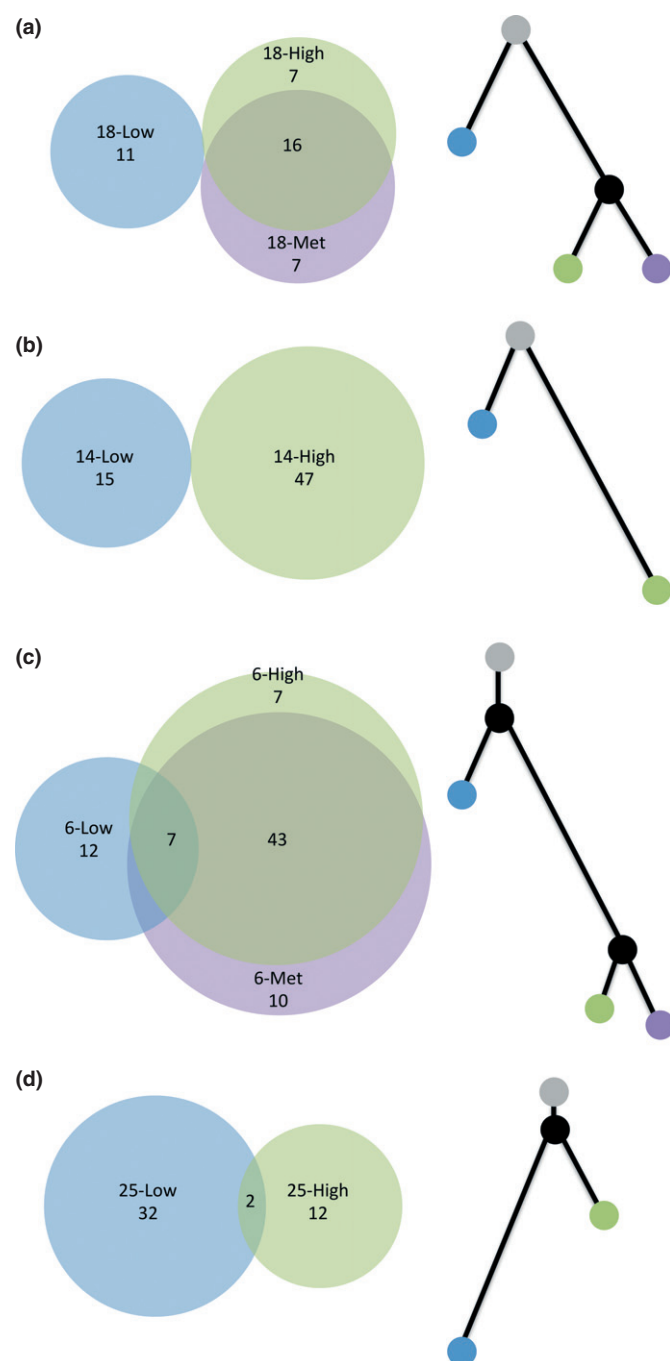 (a)
18-High
7
18-Low
11
16
18-Met
7
(b)
14-Low
15
14-High
47
(c)
6-High
7
6-Low
12
7
43
6-Met
10
(d)
25-Low
32
2
25-High
12